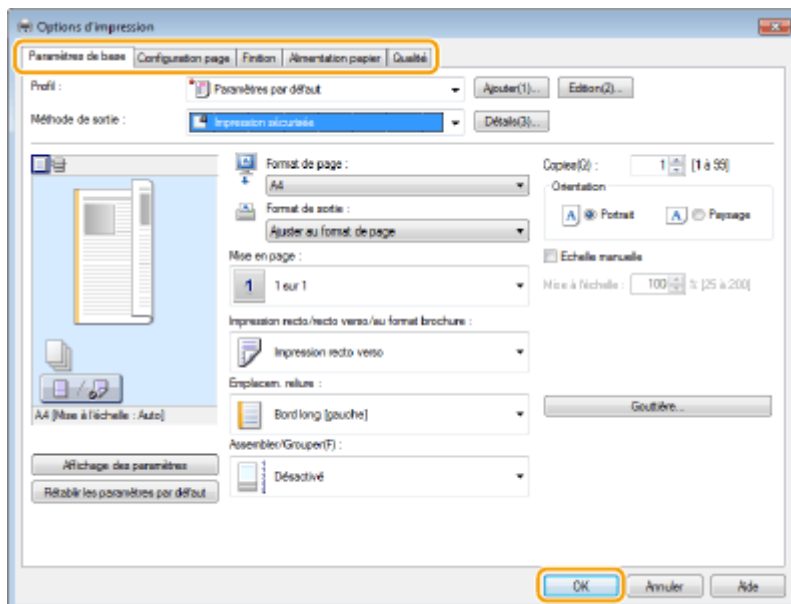 Options d'impression
Paramètres de base Configuration page Finition Alimentation papier Qualité
Profil : Paramètres par défaut Ajouter(1)... Edition(2)...
Méthode de sortie : Impression sécurisée Détails(3)...
Format de page : Copies(Q) : 1 [1 à 99]
A4 Orientation
Format de sortie : A Portrait A Paysage
Ajuster au format de page
Mise en page : Echelle manuelle
1 1 sur 1 Mise à l'échelle : 100 % [25 à 200]
Impression recto/recto verso/au format brochure :
Impression recto verso
Emplacem. reliure :
A4 [Mise à l'échelle : Auto] Bord long [gauche] Gouttière...
Assembler/Grouper(F) :
Affichage des paramètres Désactivé
Rétablir les paramètres par défaut
OK Annuler Aide